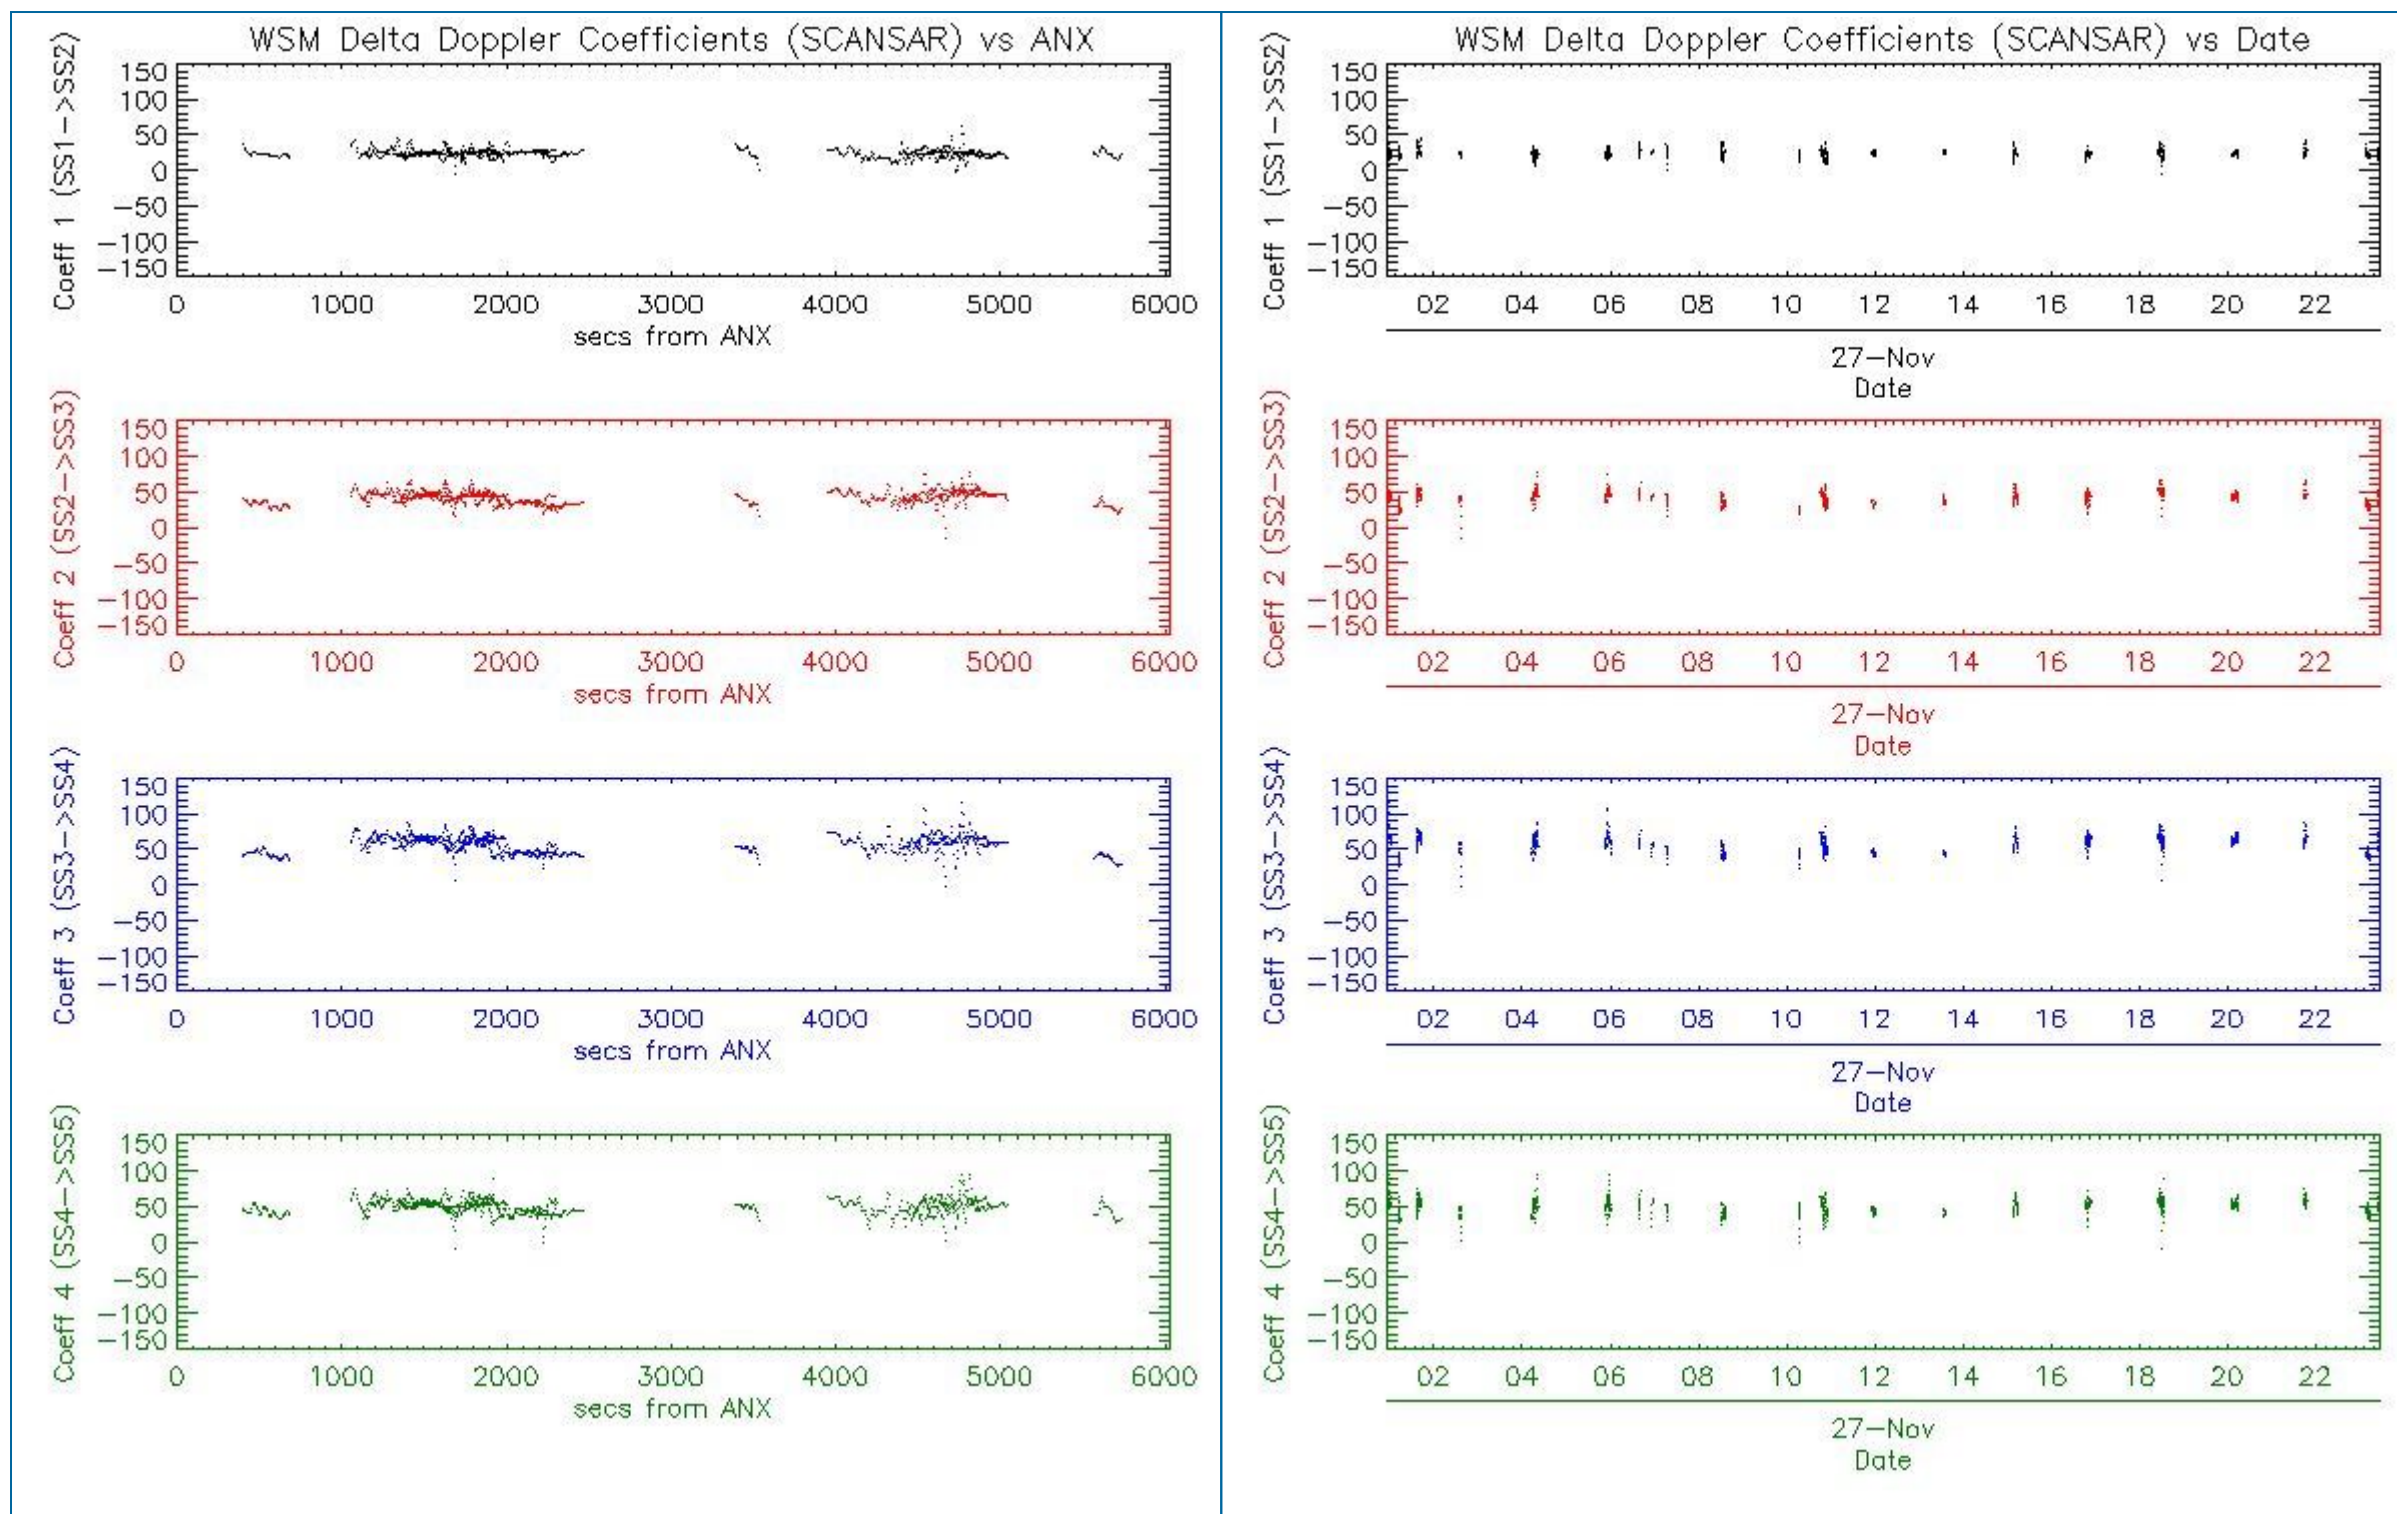 WSM Delta Doppler Coefficients (SCANSAR) vs ANX
Coeff 1 (SS1->SS2)
150
100
50
0
-50
-100
-150
0 1000 2000 3000 4000 5000 6000
secs from ANX
Coeff 2 (SS2->SS3)
150
100
50
0
-50
-100
-150
0 1000 2000 3000 4000 5000 6000
secs from ANX
Coeff 3 (SS3->SS4)
150
100
50
0
-50
-100
-150
0 1000 2000 3000 4000 5000 6000
secs from ANX
Coeff 4 (SS4->SS5)
150
100
50
0
-50
-100
-150
0 1000 2000 3000 4000 5000 6000
secs from ANX
WSM Delta Doppler Coefficients (SCANSAR) vs Date
Coeff 1 (SS1->SS2)
150
100
50
0
-50
-100
-150
02 04 06 08 10 12 14 16 18 20 22
27-Nov
Date
Coeff 2 (SS2->SS3)
150
100
50
0
-50
-100
-150
02 04 06 08 10 12 14 16 18 20 22
27-Nov
Date
Coeff 3 (SS3->SS4)
150
100
50
0
-50
-100
-150
02 04 06 08 10 12 14 16 18 20 22
27-Nov
Date
Coeff 4 (SS4->SS5)
150
100
50
0
-50
-100
-150
02 04 06 08 10 12 14 16 18 20 22
27-Nov
Date